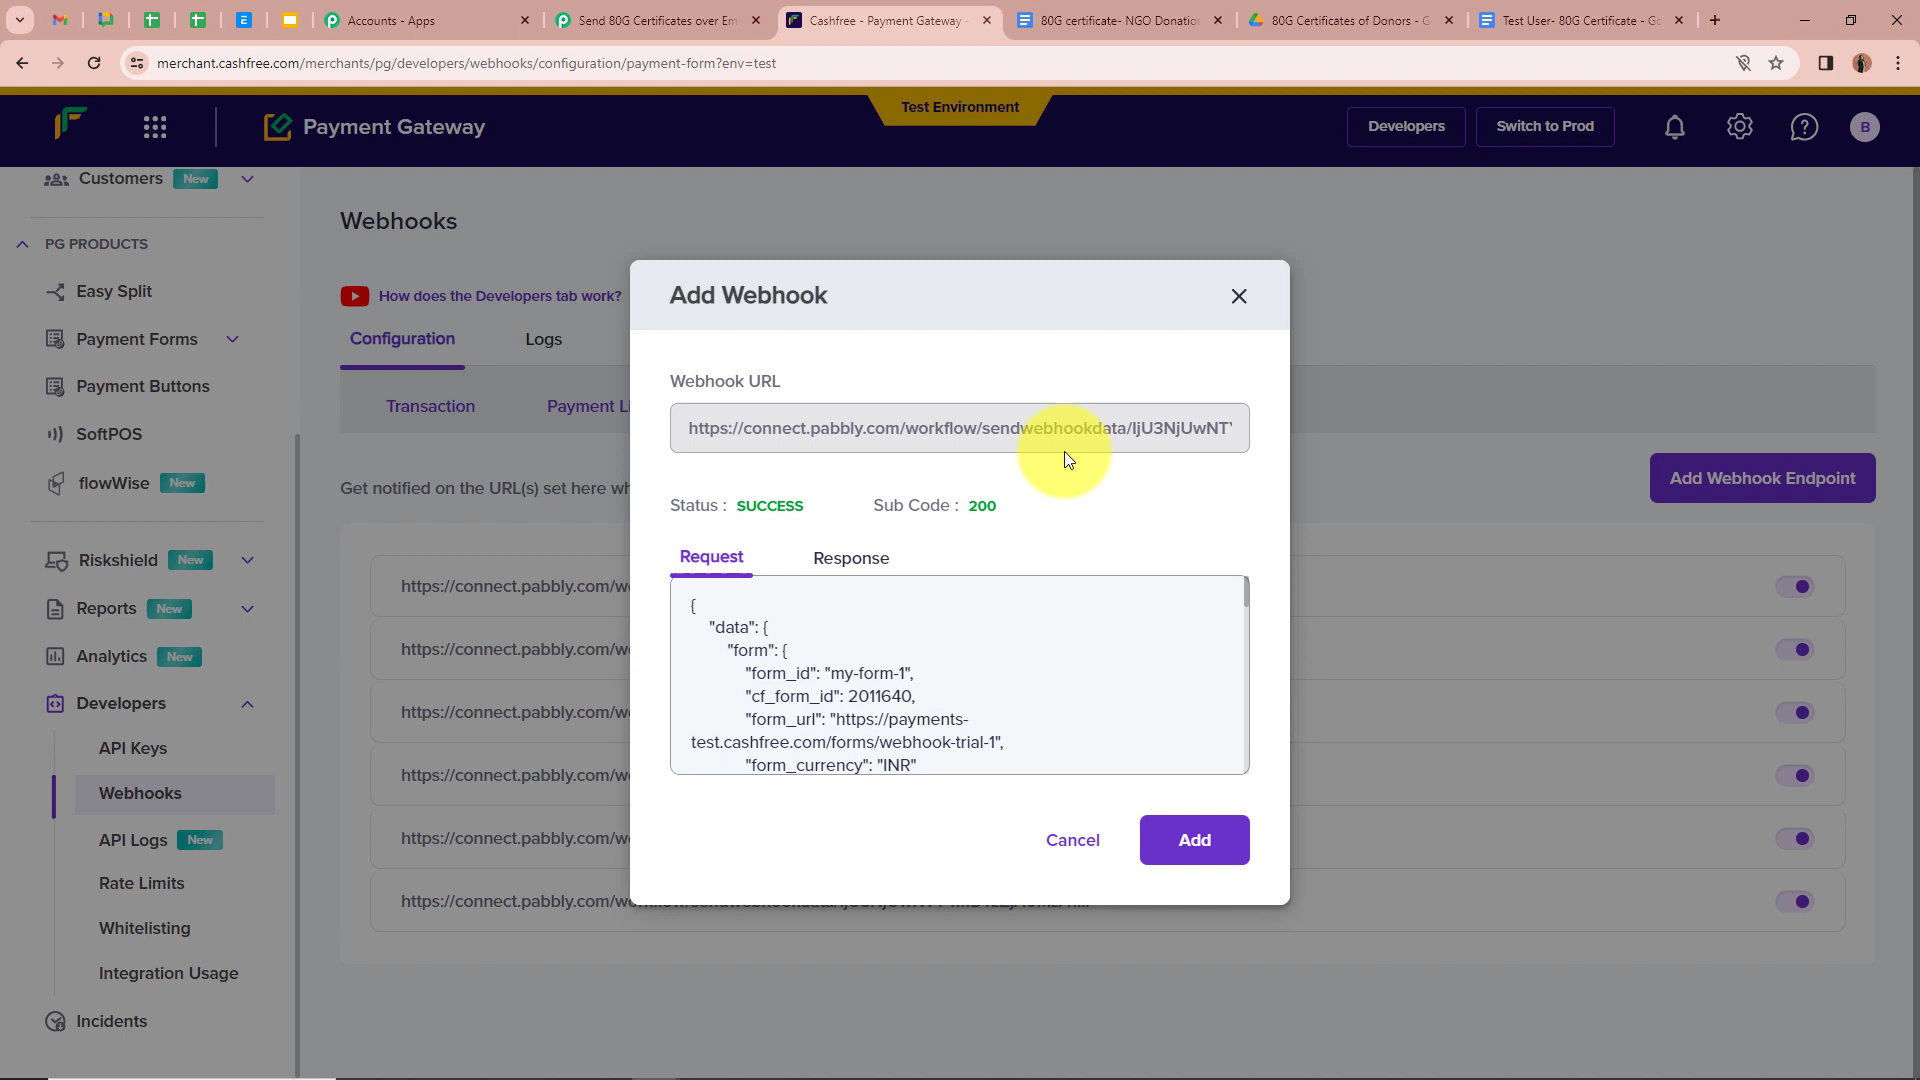 Accounts - Apps
Send 80G Certificates over Em
Cashfree - Payment Gateway -
80G certificate- NGO Donation
80G Certificates of Donors - G
Test User- 80G Certificate - Go
merchant.cashfree.com/merchants/pg/developers/webhooks/configuration/payment-form?env=test
Payment Gateway
Test Environment
Developers
Switch to Prod
B
Customers New
PG PRODUCTS
Easy Split
Payment Forms
Payment Buttons
SoftPOS
flowWise New
Riskshield New
Reports New
Analytics New
Developers
API Keys
Webhooks
API Logs New
Rate Limits
Whitelisting
Integration Usage
Incidents
Webhooks
How does the Developers tab work?
Configuration
Logs
Transaction
Payment Li
Get notified on the URL(s) set here wh
Add Webhook Endpoint
https://connect.pabbly.com/wo
https://connect.pabbly.com/wo
https://connect.pabbly.com/wo
https://connect.pabbly.com/wo
https://connect.pabbly.com/wo
https://connect.pabbly.com/wo
Add Webhook
Webhook URL
https://connect.pabbly.com/workflow/sendwebhookdata/IjU3NjUwNT
Status : SUCCESS
Sub Code : 200
Request
Response
{
"data": {
"form": {
"form_id": "my-form-1",
"cf_form_id": 2011640,
"form_url": "https://payments-
test.cashfree.com/forms/webhook-trial-1",
"form_currency": "INR"
Cancel
Add